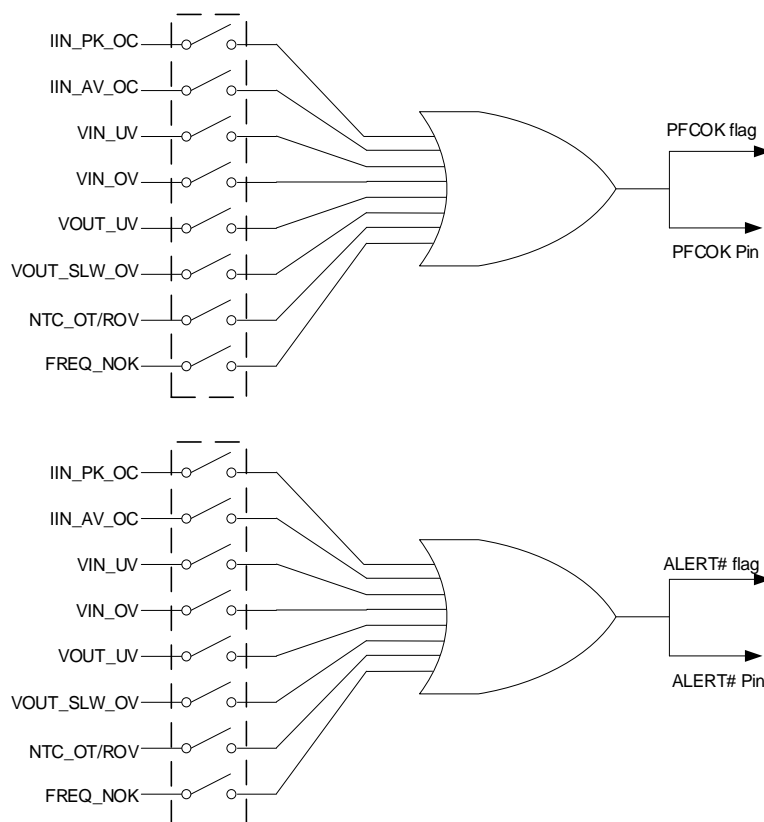 IIN_PK_OC
IIN_AV_OC
VIN_UV
VIN_OV
VOUT_UV
VOUT_SLW_OV
NTC_OT/ROV
FREQ_NOK
PFCOK flag
PFCOK Pin
IIN_PK_OC
IIN_AV_OC
VIN_UV
VIN_OV
VOUT_UV
VOUT_SLW_OV
NTC_OT/ROV
FREQ_NOK
ALERT# flag
ALERT# Pin